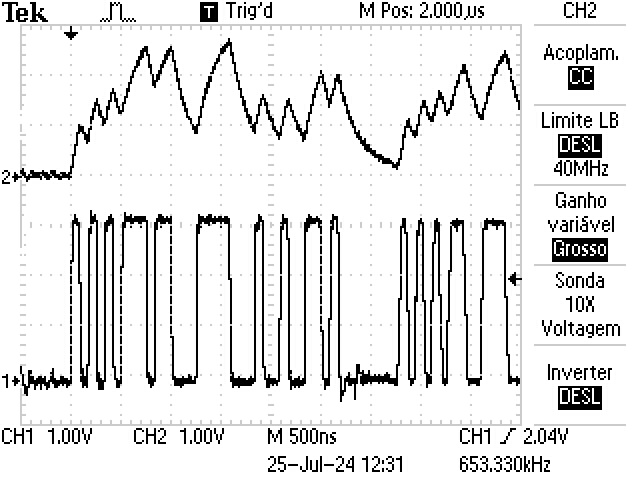 Tek T Trig'd M Pos: 2.000µs CH2
Acoplam.
CC
Limite LB
DESL
40MHz
Ganho
variável
Grosso
Sonda
10X
Voltagem
Inverter
DESL
2
1
CH1 1.00V CH2 1.00V M 500ns CH1 2.04V
25-Jul-24 12:31 653.330kHz